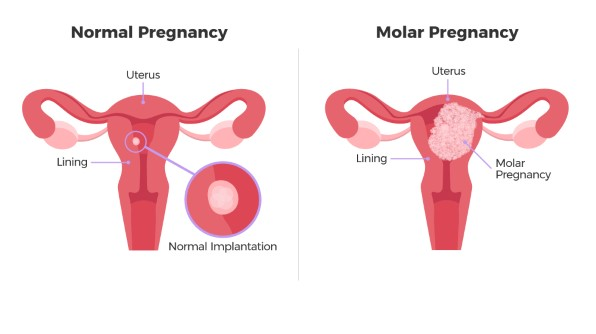 Normal Pregnancy
Uterus
Lining
Normal Implantation
Molar Pregnancy
Uterus
Lining
Molar
Pregnancy